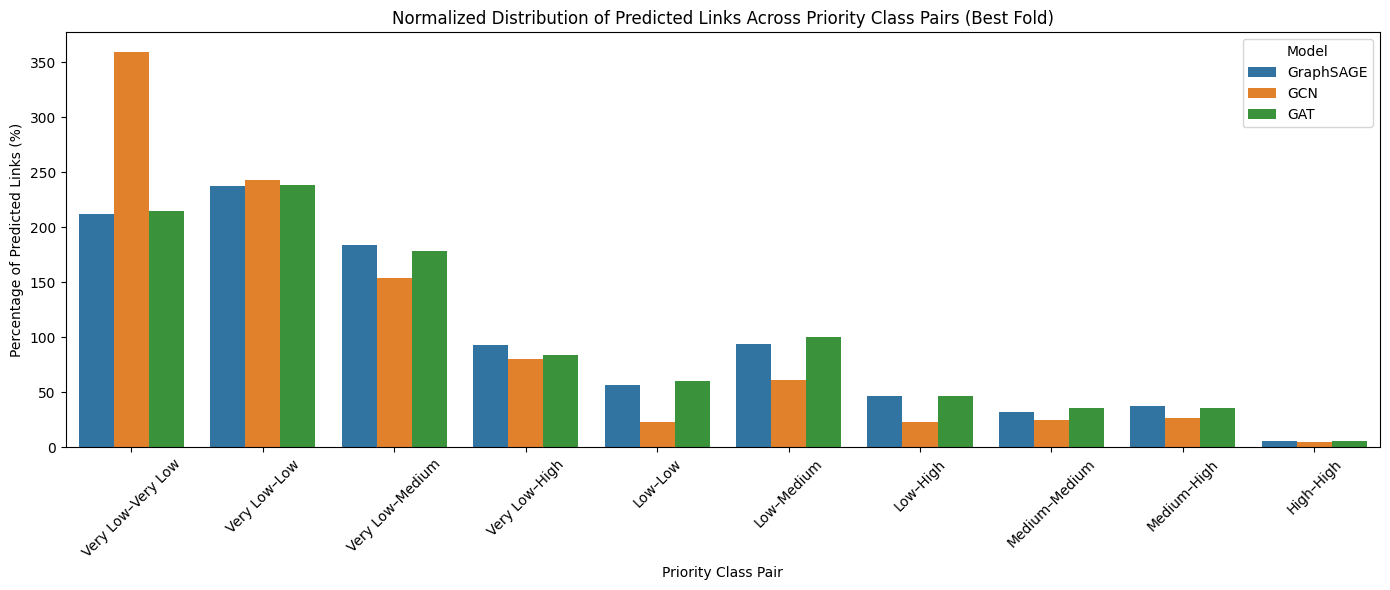 Normalized Distribution of Predicted Links Across Priority Class Pairs (Best Fold)
Model
GraphSAGE
GCN
GAT
Percentage of Predicted Links (%)
350
300
250
200
150
100
50
0
Very Low–Very Low
Very Low–Low
Very Low–Medium
Very Low–High
Low–Low
Low–Medium
Low–High
Medium–Medium
Medium–High
High–High
Priority Class Pair